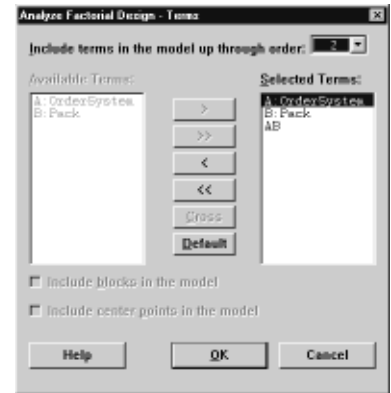 Analyze Factorial Design - Terms
Include terms in the model up through order: 2
Available Terms:
A:OrderSystem
B:Pack
Selected Terms:
A:OrderSystem
B:Pack
AB
>
>>
<
<<
Cross
Default
Include blocks in the model
Include center points in the model
Help OK Cancel